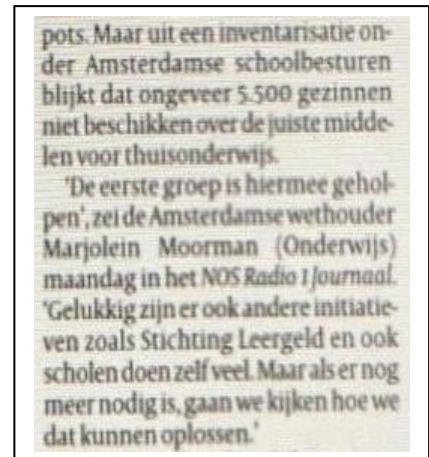 pots. Maar uit een inventarisatie on-
der Amsterdamse schoolbesturen
blijkt dat ongeveer 5.500 gezinnen
niet beschikken over de juiste midde-
len voor thuisonderwijs.
'De eerste groep is hiermee gehol-
pen', zei de Amsterdamse wethouder
Marjolein Moorman (Onderwijs)
maandag in het NOS Radio 1 Journaal.
'Gelukkig zijn er ook andere initiatie-
ven zoals Stichting Leergeld en ook
scholen doen zelf veel. Maar als er nog
meer nodig is, gaan we kijken hoe we
dat kunnen oplossen.'